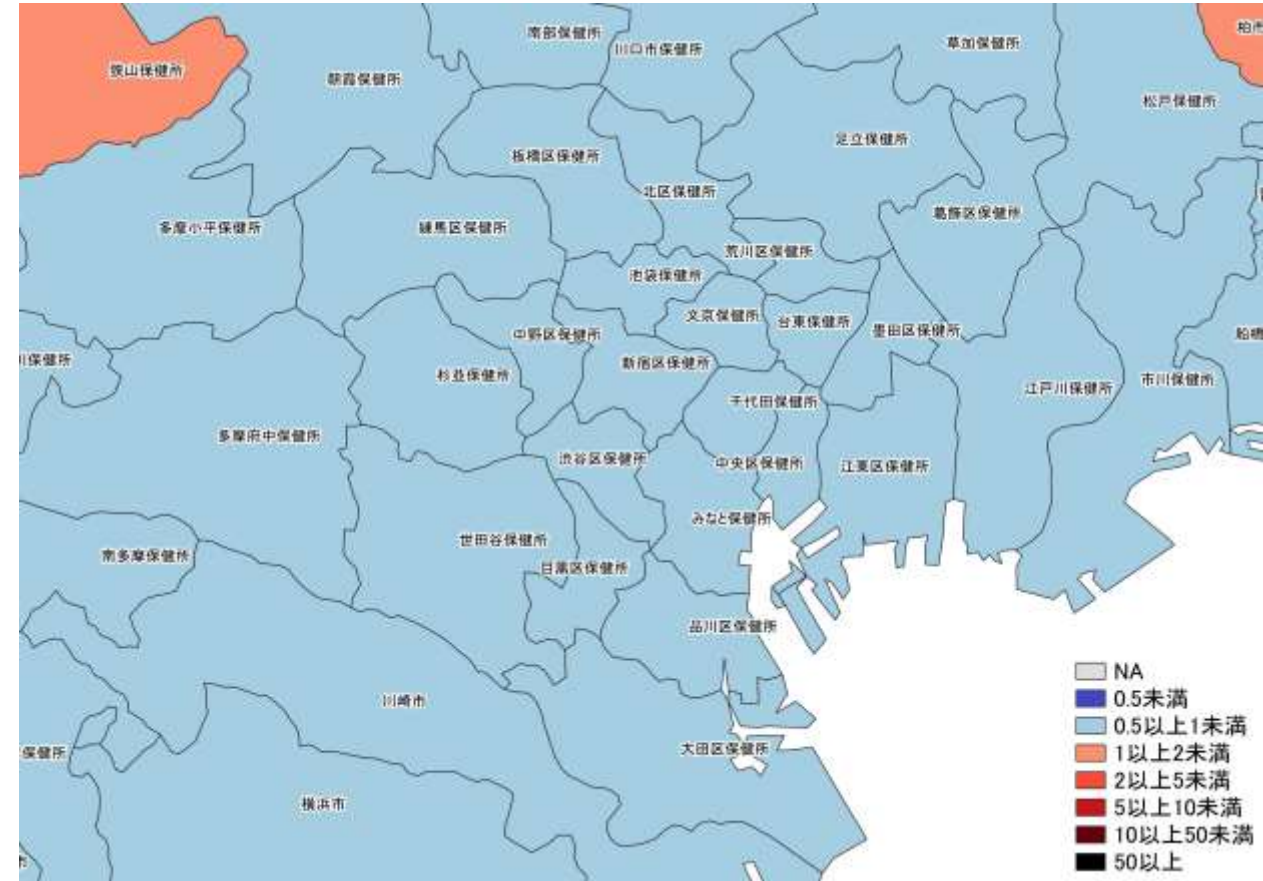 南部保健所
川口市保健所
草加保健所
柏市
狭山保健所
朝霞保健所
松戸保健所
足立保健所
板橋区保健所
北区保健所
葛飾区保健所
多摩小平保健所
練馬区保健所
荒川区保健所
池袋保健所
文京保健所
台東保健所
墨田区保健所
中野区保健所
船橋
川保健所
新宿区保健所
杉並保健所
市川保健所
江戸川保健所
千代田保健所
多摩府中保健所
渋谷区保健所
中央区保健所
江東区保健所
みなと保健所
世田谷保健所
南多摩保健所
目黒区保健所
品川区保健所
川崎市
保健所
大田区保健所
横浜市
市
NA
0.5未満
0.5以上1未満
1以上2未満
2以上5未満
5以上10未満
10以上50未満
50以上